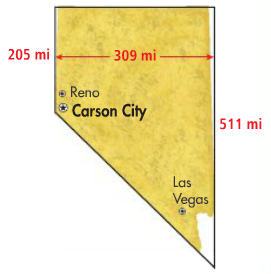 205 mi
309 mi
Reno
Carson City
511 mi
Las
Vegas